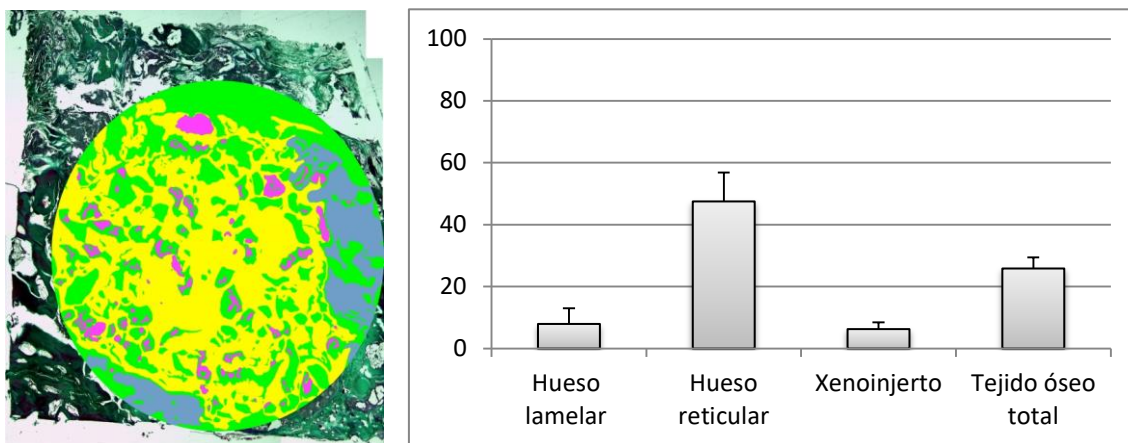 100
80
60
40
20
0
Hueso
lamelar
Hueso
reticular
Xenoinjerto
Tejido óseo
total